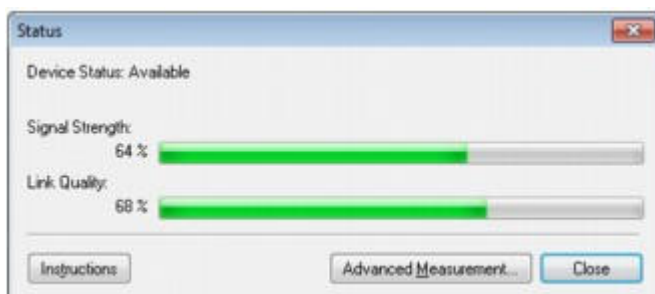 Status
Device Status: Available
Signal Strength:
64 %
Link Quality:
68 %
Instructions Advanced Measurement... Close